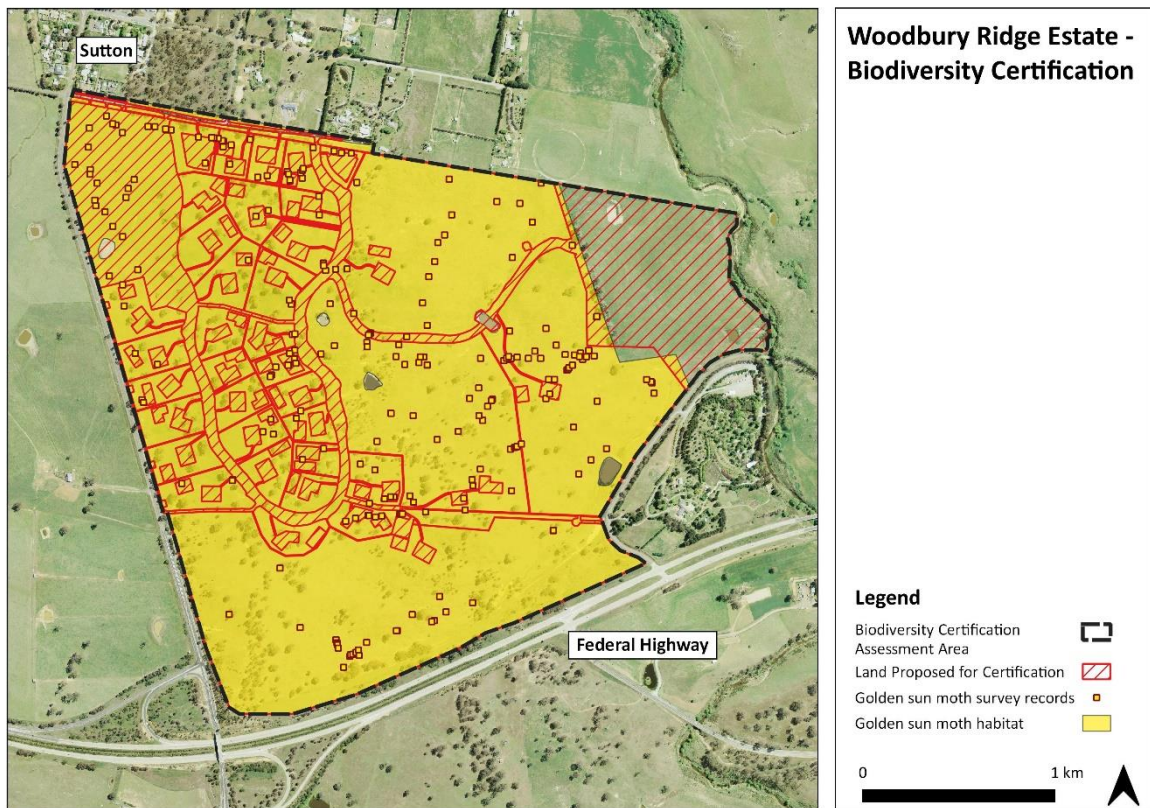 Sutton
Federal Highway
Woodbury Ridge Estate -
Biodiversity Certification
Legend
Biodiversity Certification
Assessment Area
Land Proposed for Certification
Golden sun moth survey records
Golden sun moth habitat
0 1 km